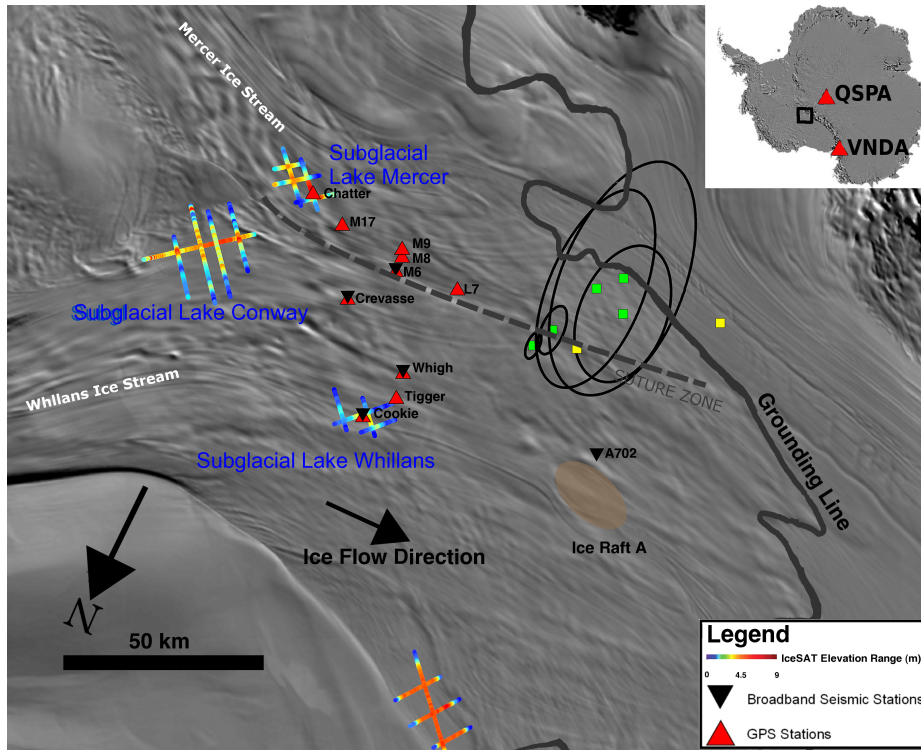 Mercer Ice Stream
QSPA
VNDA
Subglacial
Lake Mercer
Chatter
M17
M9
M8
M6
L7
Crevasse
Subglacial Lake Conway
Whllans Ice Stream
Whigh
Tigger
Cookie
SUTURE ZONE
Grounding Line
Subglacial Lake Whillans
A702
Ice Raft A
Ice Flow Direction
N
50 km
Legend
IceSAT Elevation Range (m)
0 4.5 9
Broadband Seismic Stations
GPS Stations